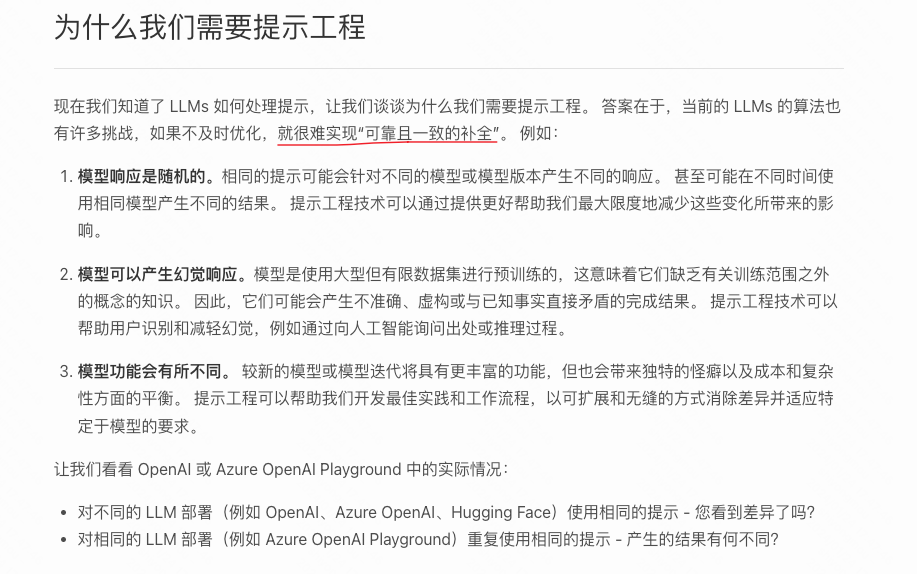 为什么我们需要提示工程
现在我们知道了 LLMs 如何处理提示，让我们谈谈为什么我们需要提示工程。 答案在于，当前的 LLMs 的算法也
有许多挑战，如果不及时优化，就很难实现“可靠且一致的补全”。 例如：
1. 模型响应是随机的。相同的提示可能会针对不同的模型或模型版本产生不同的响应。 甚至可能在不同时间使
用相同模型产生不同的结果。 提示工程技术可以通过提供更好帮助我们最大限度地减少这些变化所带来的影
响。
2. 模型可以产生幻觉响应。模型是使用大型但有限数据集进行预训练的，这意味着它们缺乏有关训练范围之外
的概念的知识。 因此，它们可能会产生不准确、虚构或与已知事实直接矛盾的完成结果。 提示工程技术可以
帮助用户识别和减轻幻觉，例如通过向人工智能询问出处或推理过程。
3. 模型功能会有所不同。 较新的模型或模型迭代将具有更丰富的功能，但也会带来独特的怪癖以及成本和复杂
性方面的平衡。 提示工程可以帮助我们开发最佳实践和工作流程，以可扩展和无缝的方式消除差异并适应特
定于模型的要求。
让我们看看 OpenAI 或 Azure OpenAI Playground 中的实际情况：
• 对不同的 LLM 部署（例如 OpenAI、Azure OpenAI、Hugging Face）使用相同的提示 - 您看到差异了吗？
• 对相同的 LLM 部署（例如 Azure OpenAI Playground）重复使用相同的提示 - 产生的结果有何不同？